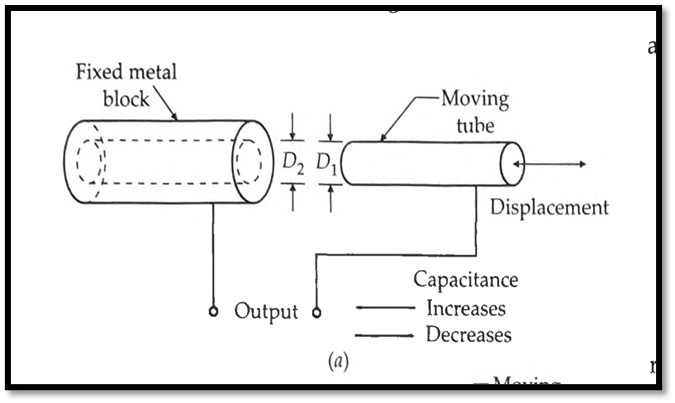 Fixed metal
block
Moving
tube
D2 D1
Displacement
Capacitance
Output
Increases
Decreases
(a)